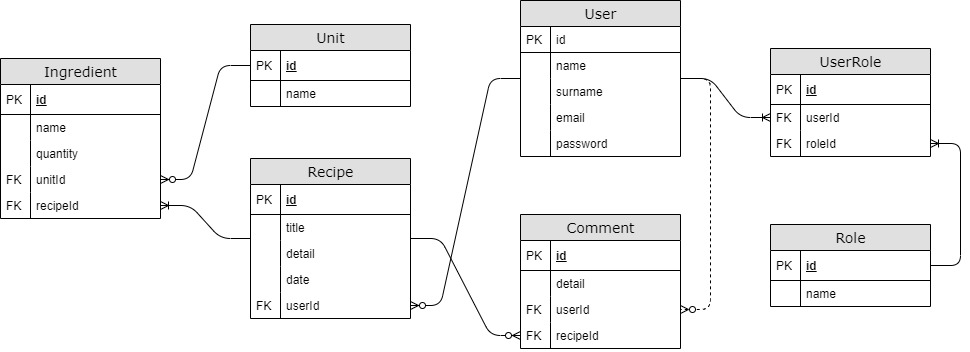 Ingredient
PK id
name
quantity
FK unitId
FK recipeId
Unit
PK id
name
Recipe
PK id
title
detail
date
FK userId
User
PK id
name
surname
email
password
Comment
PK id
detail
FK userId
FK recipeId
UserRole
PK id
FK userId
FK roleId
Role
PK id
name